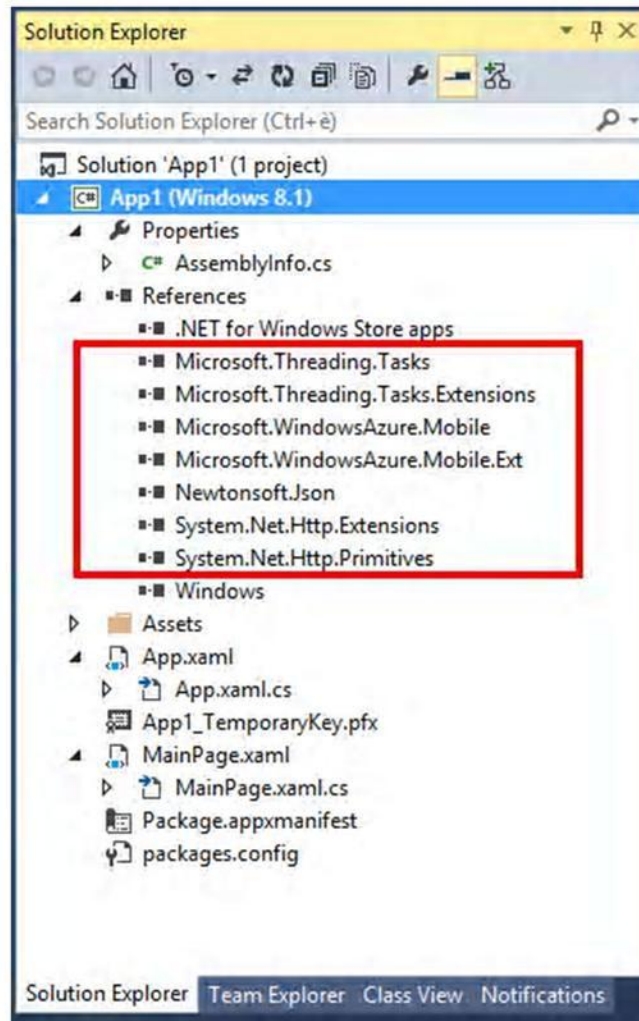 Solution Explorer
Search Solution Explorer (Ctrl+è)
Solution 'App1' (1 project)
C# App1 (Windows 8.1)
Properties
C# AssemblyInfo.cs
References
.NET for Windows Store apps
Microsoft.Threading.Tasks
Microsoft.Threading.Tasks.Extensions
Microsoft.WindowsAzure.Mobile
Microsoft.WindowsAzure.Mobile.Ext
Newtonsoft.Json
System.Net.Http.Extensions
System.Net.Http.Primitives
Windows
Assets
App.xaml
App.xaml.cs
App1_TemporaryKey.pfx
MainPage.xaml
MainPage.xaml.cs
Package.appxmanifest
packages.config
Solution Explorer Team Explorer Class View Notifications